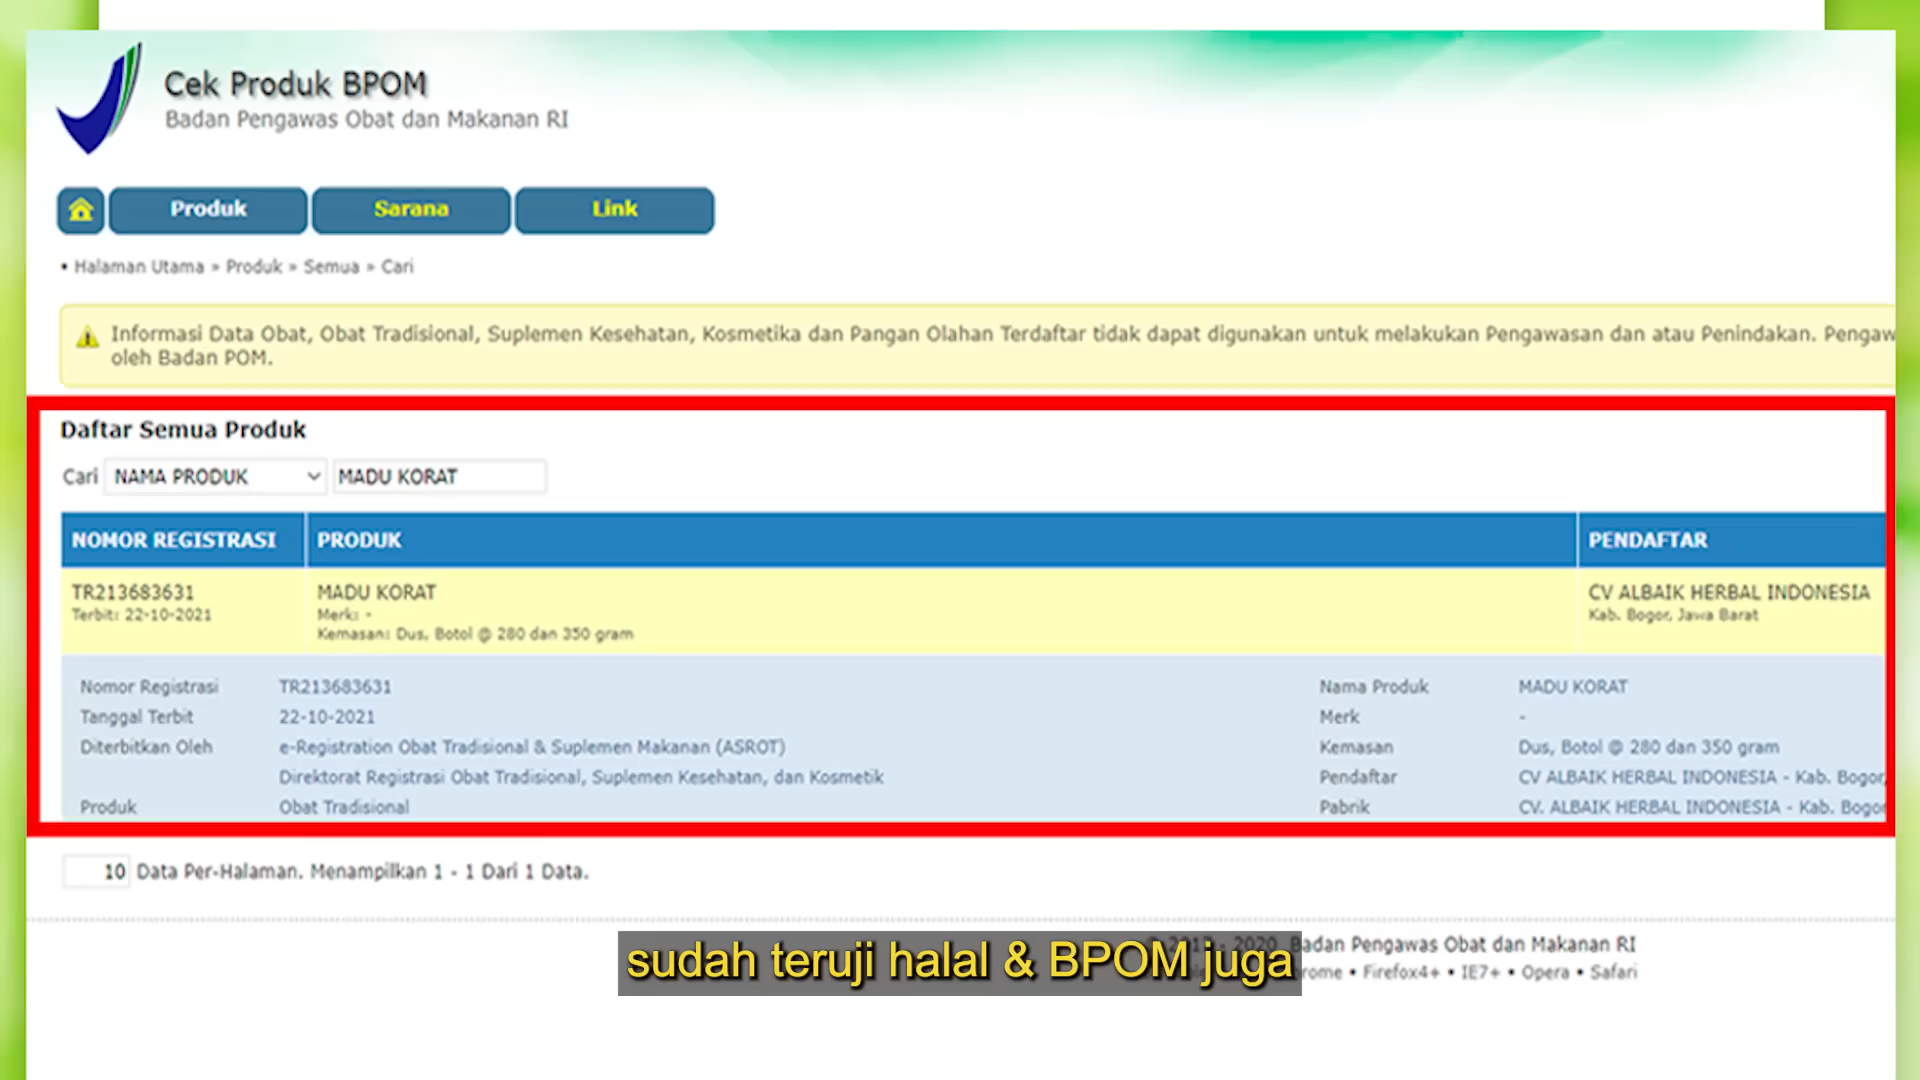 Cek Produk BPOM
Badan Pengawas Obat dan Makanan RI
Produk
Sarana
Link
• Halaman Utama » Produk » Semua » Cari
Informasi Data Obat, Obat Tradisional, Suplemen Kesehatan, Kosmetika dan Pangan Olahan Terdaftar tidak dapat digunakan untuk melakukan Pengawasan dan atau Penindakan. Pengaw
oleh Badan POM.
Daftar Semua Produk
Cari NAMA PRODUK MADU KORAT
NOMOR REGISTRASI PRODUK PENDAFTAR
TR213683631 MADU KORAT CV ALBAIK HERBAL INDONESIA
Terbit: 22-10-2021 Merk: - Kab. Bogor, Jawa Barat
Kemasan: Dus, Botol @ 280 dan 350 gram
Nomor Registrasi TR213683631 Nama Produk MADU KORAT
Tanggal Terbit 22-10-2021 Merk -
Diterbitkan Oleh e-Registration Obat Tradisional & Suplemen Makanan (ASROT) Kemasan Dus, Botol @ 280 dan 350 gram
Direktorat Registrasi Obat Tradisional, Suplemen Kesehatan, dan Kosmetik Pendaftar CV ALBAIK HERBAL INDONESIA - Kab. Bogor,
Produk Obat Tradisional Pabrik CV. ALBAIK HERBAL INDONESIA - Kab. Bogor
10 Data Per-Halaman. Menampilkan 1 - 1 Dari 1 Data.
2020 Badan Pengawas Obat dan Makanan RI
rome • Firefox4+ • IE7+ • Opera • Safari
sudah teruji halal & BPOM juga